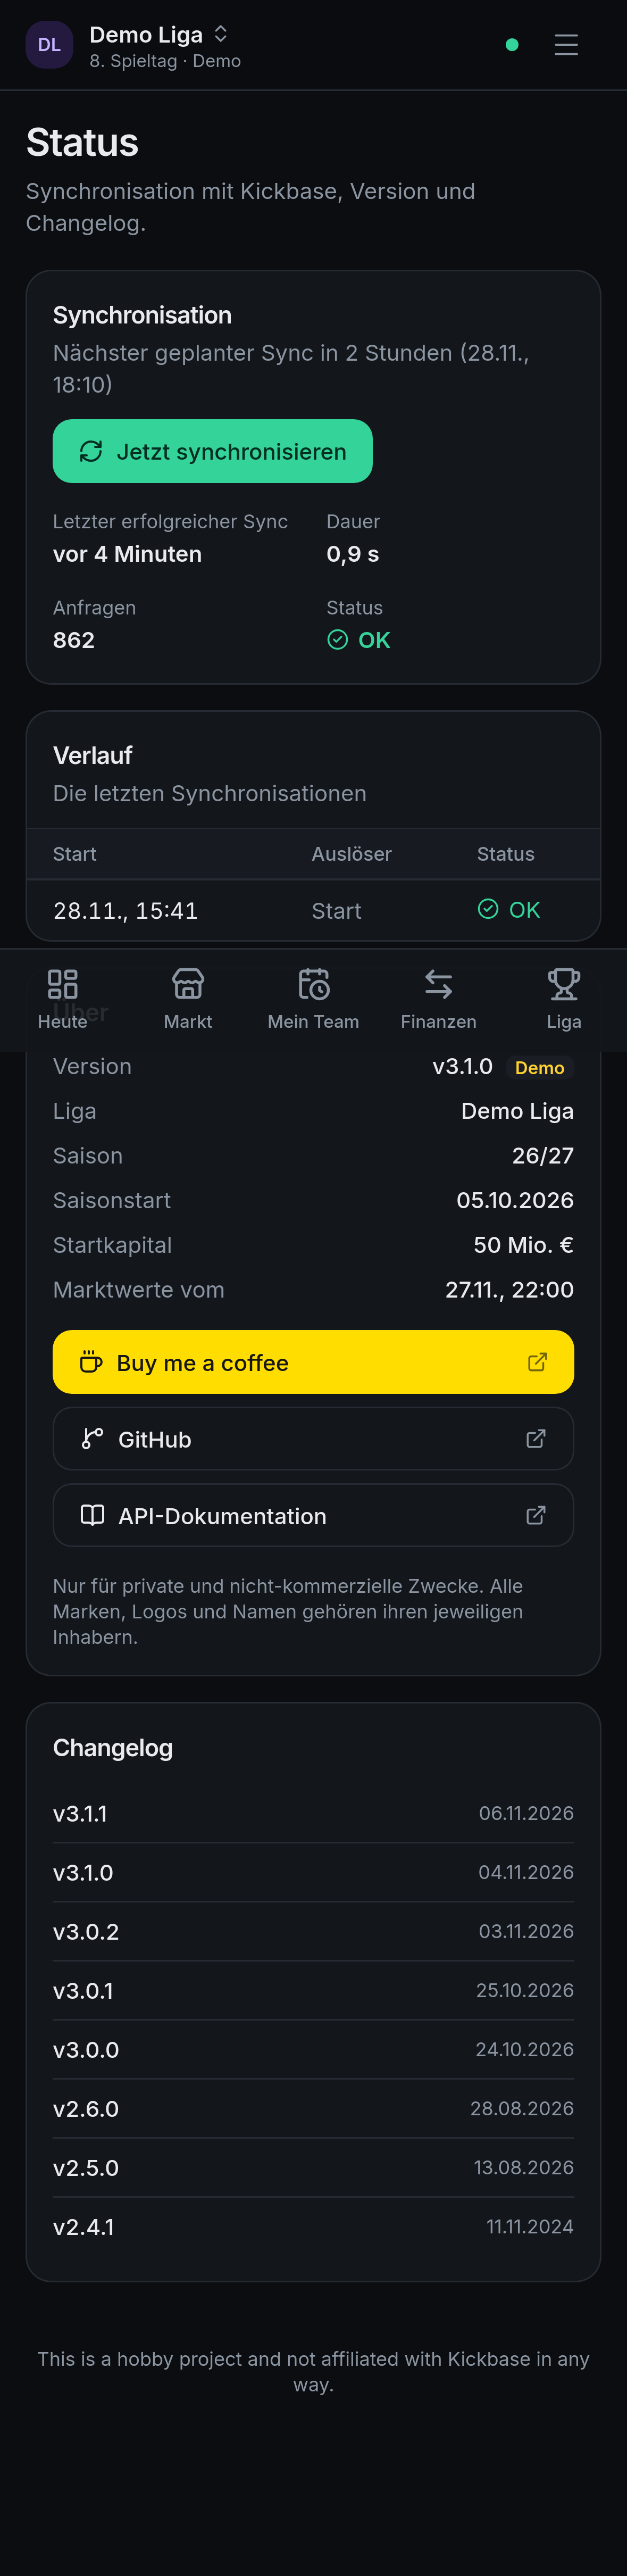 DL
Demo Liga
8. Spieltag · Demo
Status
Synchronisation mit Kickbase, Version und
Changelog.
Synchronisation
Nächster geplanter Sync in 2 Stunden (28.11.,
18:10)
Jetzt synchronisieren
Letzter erfolgreicher Sync Dauer
vor 4 Minuten 0,9 s
Anfragen Status
862 OK
Verlauf
Die letzten Synchronisationen
Start Auslöser Status
28.11., 15:41 Start OK
Über
Heute Markt Mein Team Finanzen Liga
Version v3.1.0 Demo
Liga Demo Liga
Saison 26/27
Saisonstart 05.10.2026
Startkapital 50 Mio. €
Marktwerte vom 27.11., 22:00
Buy me a coffee
GitHub
API-Dokumentation
Nur für private und nicht-kommerzielle Zwecke. Alle
Marken, Logos und Namen gehören ihren jeweiligen
Inhabern.
Changelog
v3.1.1 06.11.2026
v3.1.0 04.11.2026
v3.0.2 03.11.2026
v3.0.1 25.10.2026
v3.0.0 24.10.2026
v2.6.0 28.08.2026
v2.5.0 13.08.2026
v2.4.1 11.11.2024
This is a hobby project and not affiliated with Kickbase in any
way.